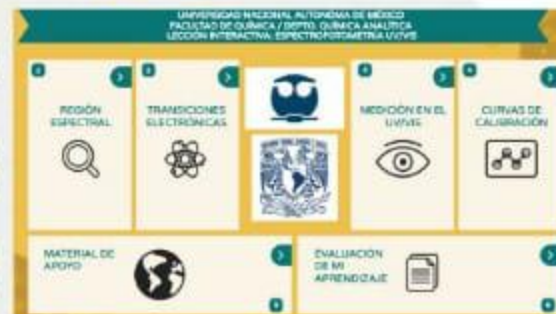 UNIVERSIDAD NACIONAL AUTONÓMA DE MÉXICO
FACULTAD DE QUÍMICA / DEPTO. QUÍMICA ANALÍTICA
LECCIÓN INTERACTIVA: ESPECTROFOTOMETRÍA UV/VIS
REGIÓN
ESPECTRAL
TRANSICIONES
ELECTRÓNICAS
MEDICIÓN EN EL
UV/VIS
CURVAS DE
CALIBRACIÓN
MATERIAL DE
APOYO
EVALUACIÓN
DE MI
APRENDIZAJE